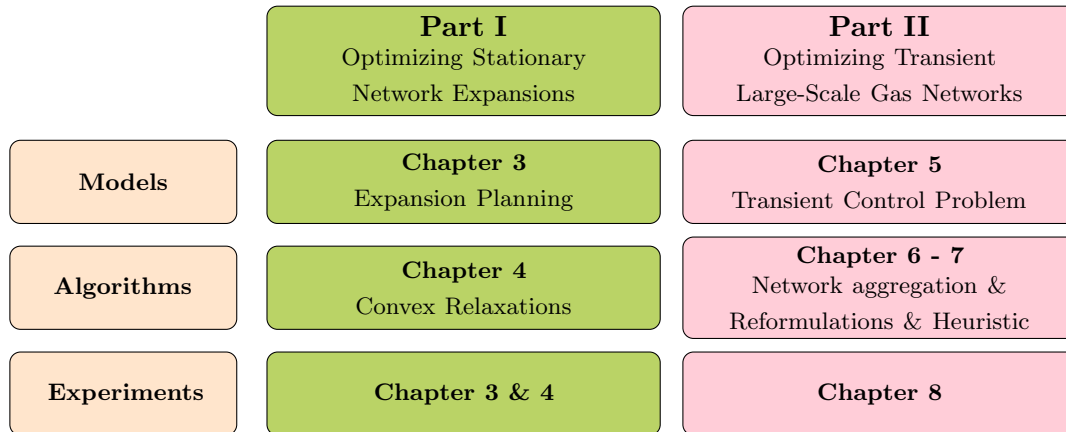 Part I
Optimizing Stationary
Network Expansions
Part II
Optimizing Transient
Large-Scale Gas Networks
Models
Chapter 3
Expansion Planning
Chapter 5
Transient Control Problem
Algorithms
Chapter 4
Convex Relaxations
Chapter 6 - 7
Network aggregation &
Reformulations & Heuristic
Experiments
Chapter 3 & 4
Chapter 8